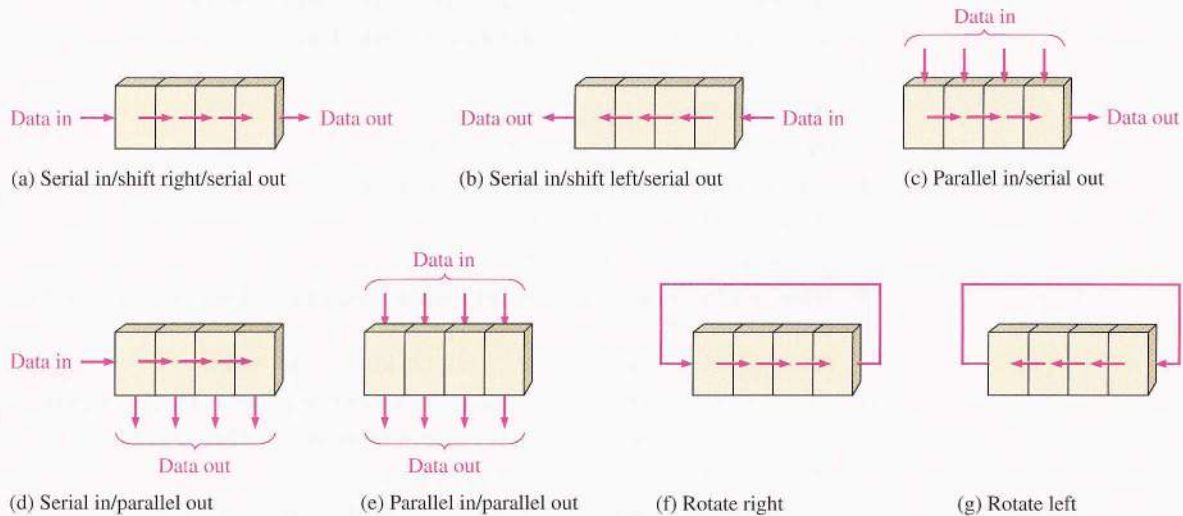 Data in
Data in
Data out
Data out
Data in
Data out
(a) Serial in/shift right/serial out
(b) Serial in/shift left/serial out
(c) Parallel in/serial out
Data in
Data in
Data out
Data out
(d) Serial in/parallel out
(e) Parallel in/parallel out
(f) Rotate right
(g) Rotate left